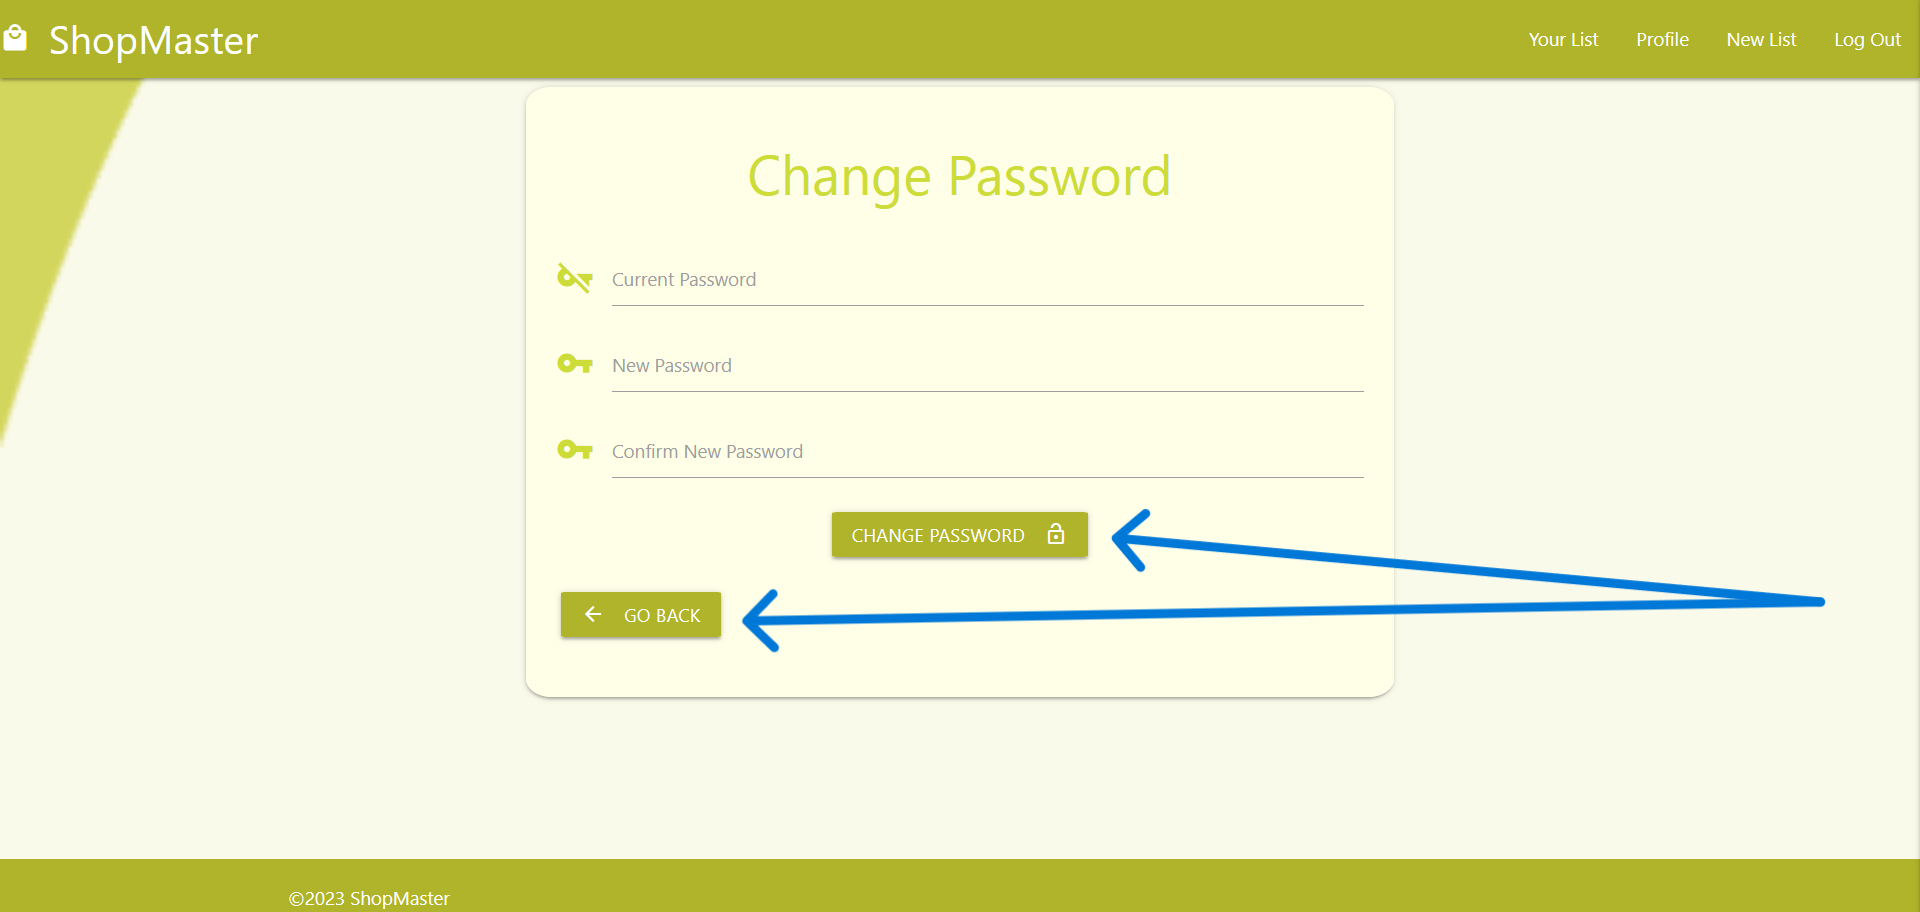 ShopMaster
Your List
Profile
New List
Log Out
Change Password
Current Password
New Password
Confirm New Password
CHANGE PASSWORD
GO BACK
©2023 ShopMaster